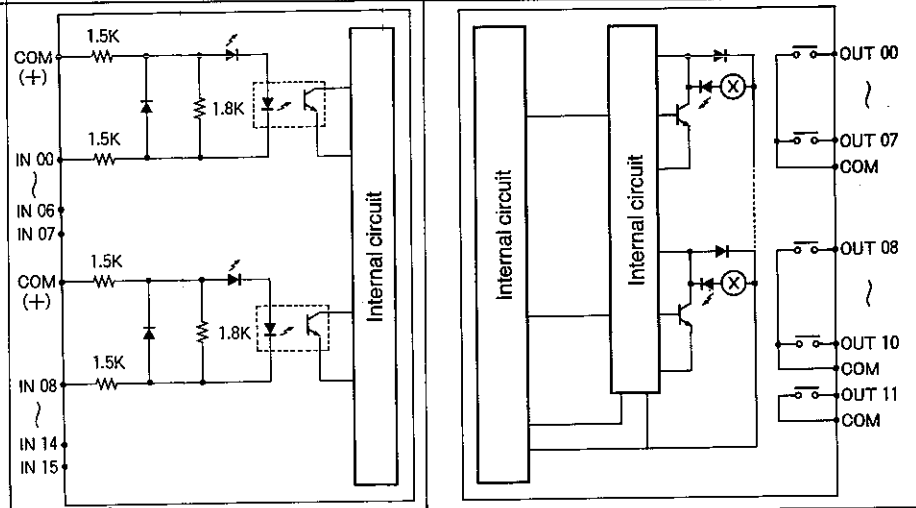 1.5K
COM
(+)
1.8K
1.5K
IN 00
IN 06
IN 07
1.5K
COM
(+)
1.8K
1.5K
IN 08
IN 14
IN 15
Internal circuit
Internal circuit
Internal circuit
X
X
OUT 00
OUT 07
COM
OUT 08
OUT 10
COM
OUT 11
COM